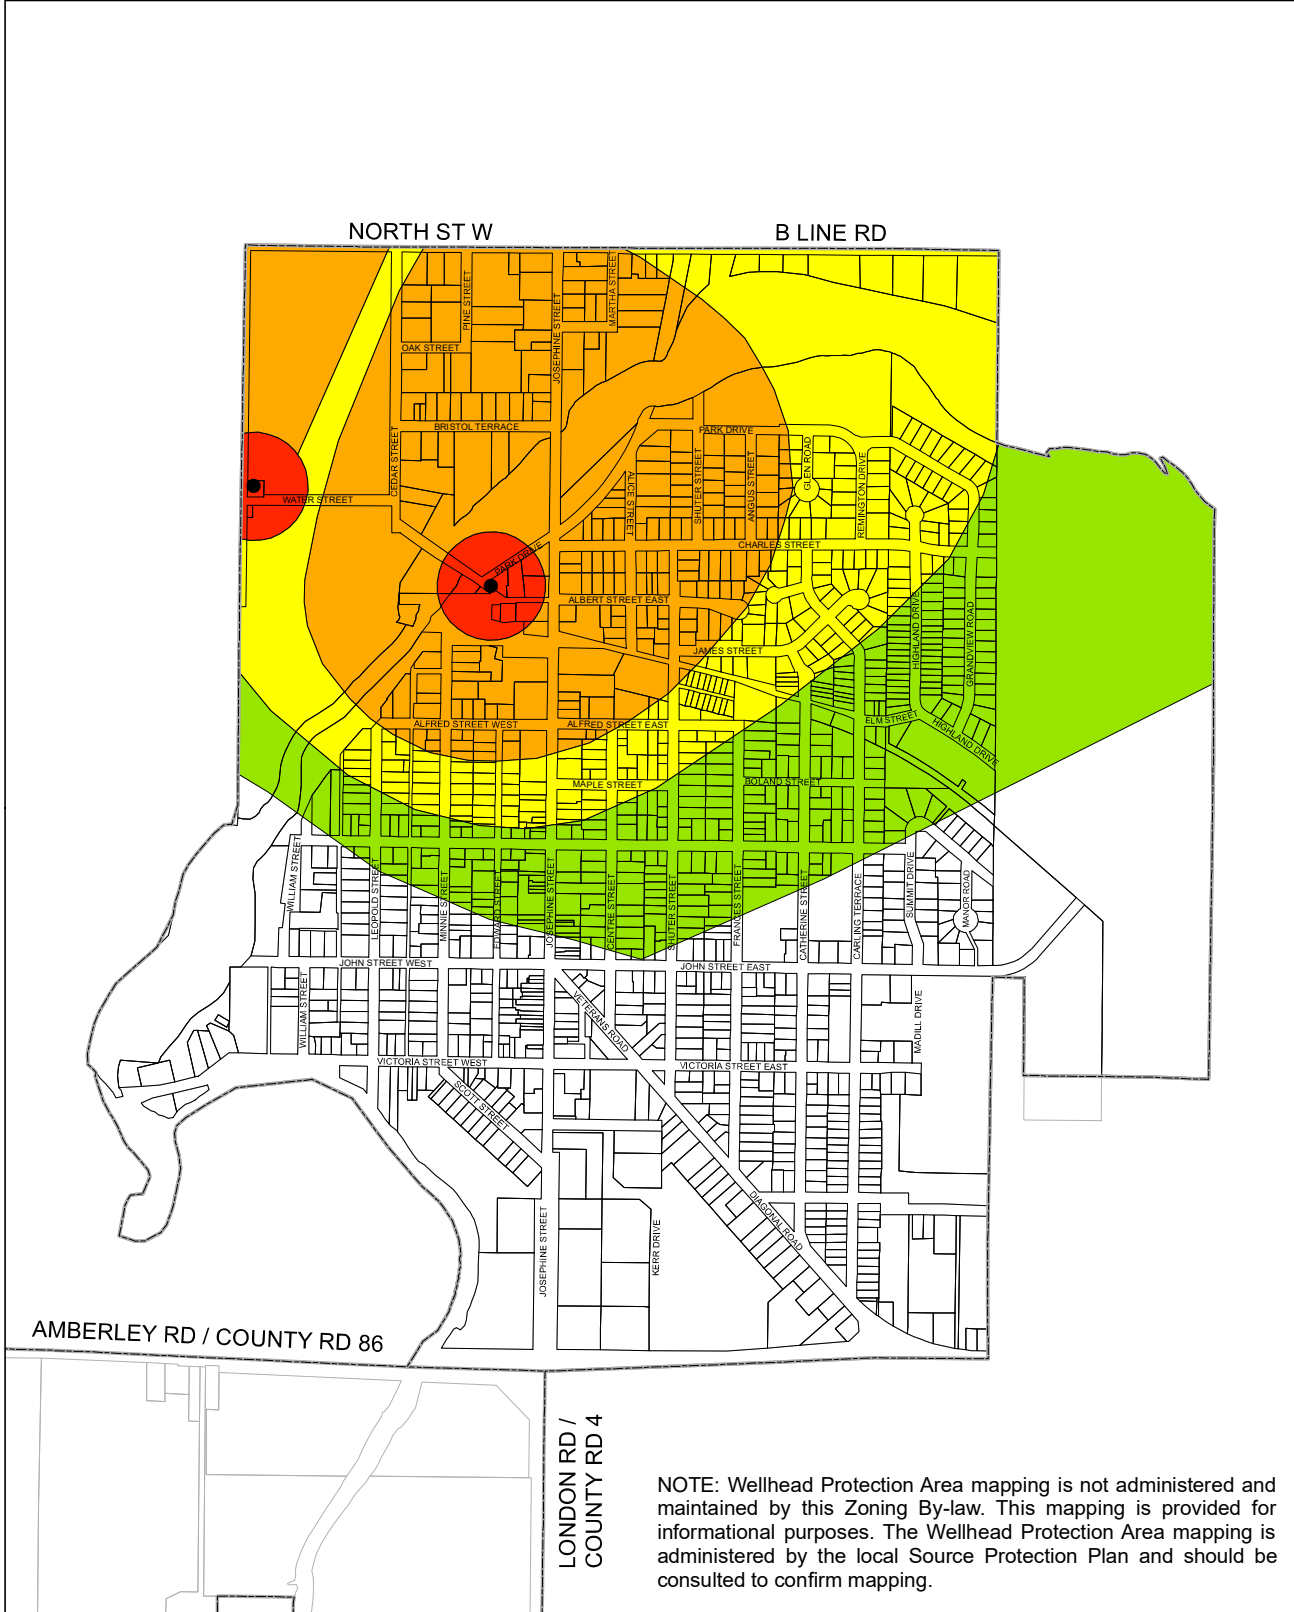 NORTH ST W
B LINE RD
PINE STREET
MARTHA STREET
JOSEPHINE STREET
OAK STREET
BRISTOL TERRACE
PARK DRIVE
CEDAR STREET
ALICE STREET
SHUTER STREET
ANGUS STREET
GLEN ROAD
REMINGTON DRIVE
WATER STREET
CHARLES STREET
PARK DRIVE
ALBERT STREET EAST
HIGHLAND DRIVE
GRANDVIEW ROAD
JAMES STREET
ALFRED STREET WEST
ALFRED STREET EAST
ELM STREET
HIGHLAND DRIVE
MAPLE STREET
BOLAND STREET
WILLIAM STREET
LEOPOLD STREET
MINNIE STREET
EDWARD STREET
JOSEPHINE STREET
CENTRE STREET
SHUTER STREET
FRANCES STREET
CATHERINE STREET
CARLING TERRACE
SUMMIT DRIVE
MANOR ROAD
JOHN STREET WEST
JOHN STREET EAST
WILLIAM STREET
VETERANS ROAD
MADILL DRIVE
VICTORIA STREET WEST
VICTORIA STREET EAST
SCOTT STREET
DIAGONAL ROAD
JOSEPHINE STREET
KERR DRIVE
AMBERLEY RD / COUNTY RD 86
LONDON RD /
COUNTY RD 4
NOTE: Wellhead Protection Area mapping is not administered and
maintained by this Zoning By-law. This mapping is provided for
informational purposes. The Wellhead Protection Area mapping is
administered by the local Source Protection Plan and should be
consulted to confirm mapping.